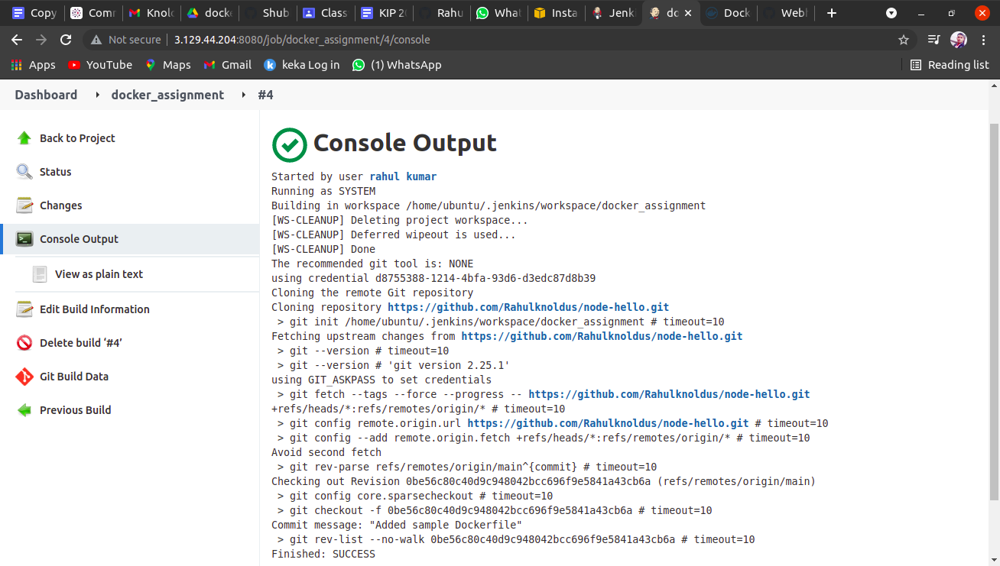 Copy
Comm
Knol
docke
Shub
Class
KIP 20
Rahu
What
Insta
Jenk
do
Dock
Webh
Not secure
3.129.44.204:8080/job/docker_assignment/4/console
Apps
YouTube
Maps
Gmail
keka Log in
(1) WhatsApp
Reading list
Dashboard
docker_assignment
#4
Back to Project
Status
Changes
Console Output
View as plain text
Edit Build Information
Delete build ‘#4’
Git Build Data
Previous Build
Console Output
Started by user rahul kumar
Running as SYSTEM
Building in workspace /home/ubuntu/.jenkins/workspace/docker_assignment
[WS-CLEANUP] Deleting project workspace...
[WS-CLEANUP] Deferred wipeout is used...
[WS-CLEANUP] Done
The recommended git tool is: NONE
using credential d8755388-1214-4bfa-93d6-d3edc87d8b39
Cloning the remote Git repository
Cloning repository https://github.com/Rahulknoldus/node-hello.git
 > git init /home/ubuntu/.jenkins/workspace/docker_assignment # timeout=10
Fetching upstream changes from https://github.com/Rahulknoldus/node-hello.git
 > git --version # timeout=10
 > git --version # 'git version 2.25.1'
using GIT_ASKPASS to set credentials
 > git fetch --tags --force --progress -- https://github.com/Rahulknoldus/node-hello.git
+refs/heads/*:refs/remotes/origin/* # timeout=10
 > git config remote.origin.url https://github.com/Rahulknoldus/node-hello.git # timeout=10
 > git config --add remote.origin.fetch +refs/heads/*:refs/remotes/origin/* # timeout=10
Avoid second fetch
 > git rev-parse refs/remotes/origin/main^{commit} # timeout=10
Checking out Revision 0be56c80c40d9c948042bcc696f9e5841a43cb6a (refs/remotes/origin/main)
 > git config core.sparsecheckout # timeout=10
 > git checkout -f 0be56c80c40d9c948042bcc696f9e5841a43cb6a # timeout=10
Commit message: "Added sample Dockerfile"
 > git rev-list --no-walk 0be56c80c40d9c948042bcc696f9e5841a43cb6a # timeout=10
Finished: SUCCESS